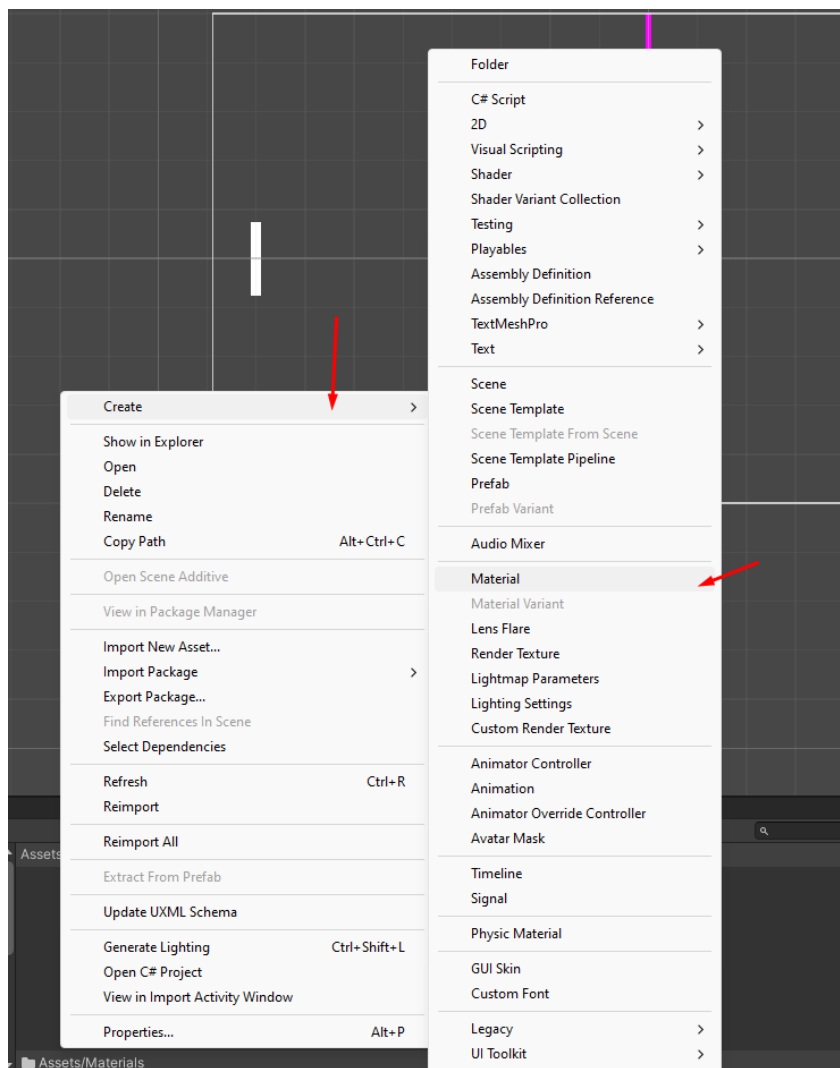 Folder
C# Script
2D
Visual Scripting
Shader
Shader Variant Collection
Testing
Playables
Assembly Definition
Assembly Definition Reference
TextMeshPro
Text
Scene
Scene Template
Scene Template From Scene
Scene Template Pipeline
Prefab
Prefab Variant
Audio Mixer
Material
Material Variant
Lens Flare
Render Texture
Lightmap Parameters
Lighting Settings
Custom Render Texture
Animator Controller
Animation
Animator Override Controller
Avatar Mask
Timeline
Signal
Physic Material
GUI Skin
Custom Font
Legacy
UI Toolkit
Create
Show in Explorer
Open
Delete
Rename
Copy Path Alt+Ctrl+C
Open Scene Additive
View in Package Manager
Import New Asset...
Import Package
Export Package...
Find References In Scene
Select Dependencies
Refresh Ctrl+R
Reimport
Reimport All
Extract From Prefab
Update UXML Schema
Generate Lighting Ctrl+Shift+L
Open C# Project
View in Import Activity Window
Properties... Alt+P
Assets
Assets/Materials